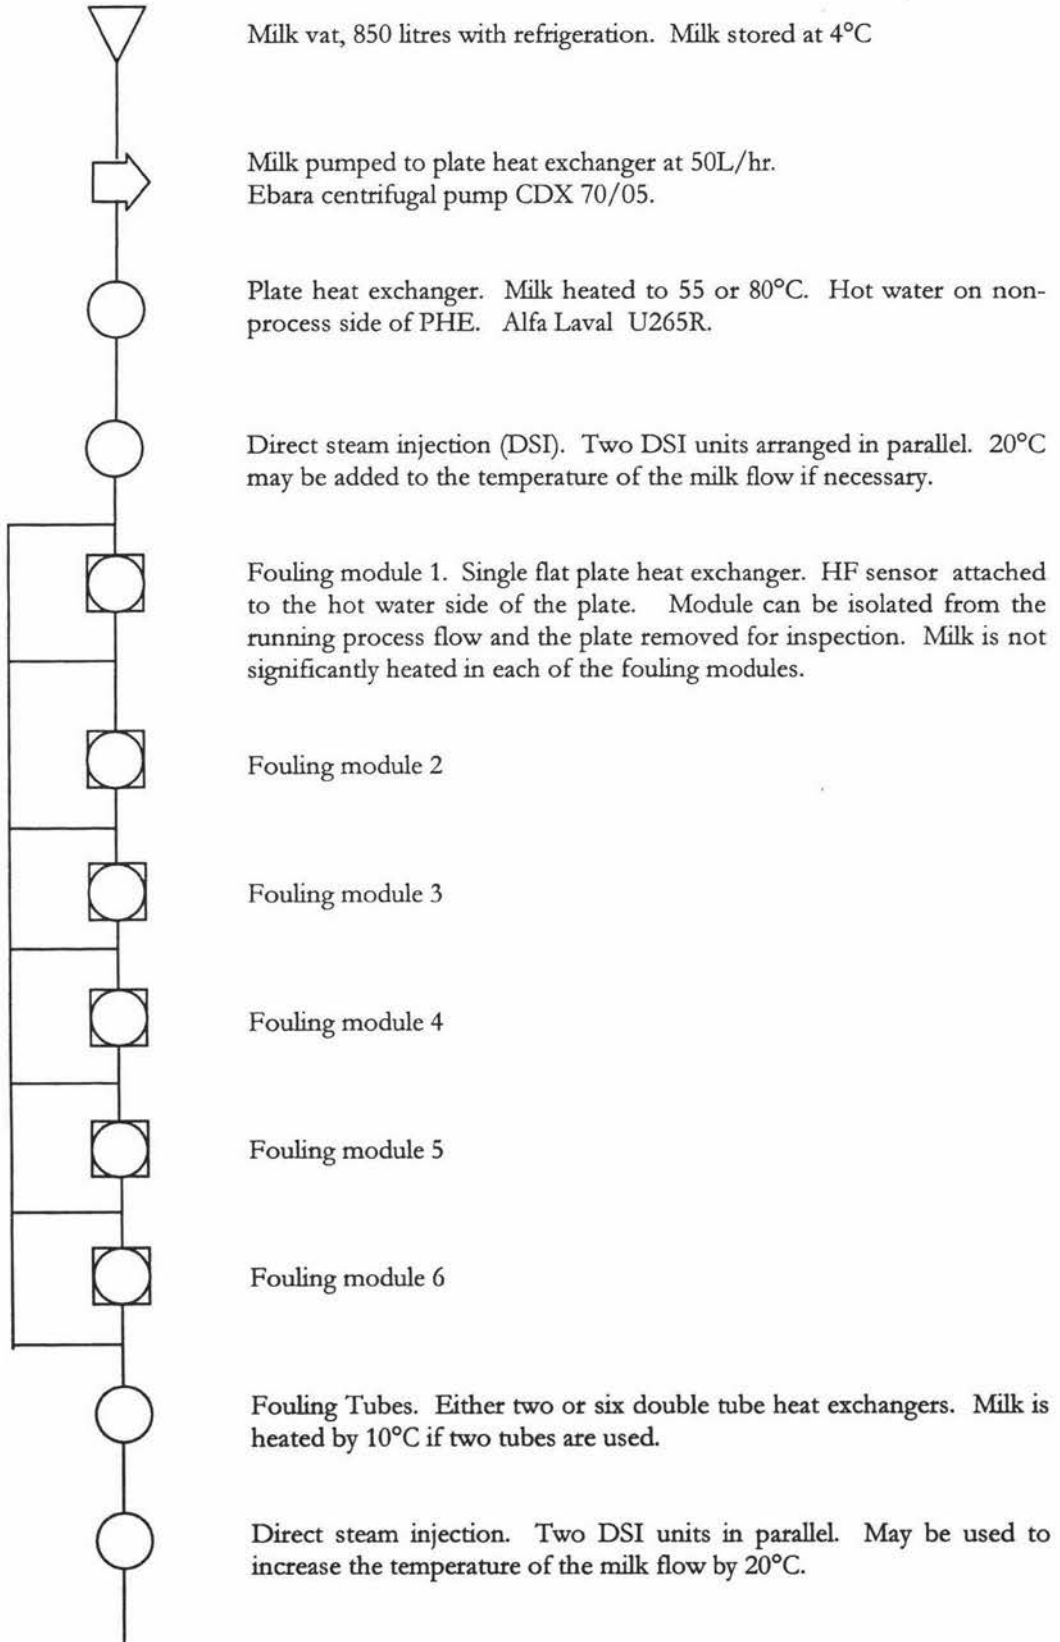 Milk vat, 850 litres with refrigeration. Milk stored at 4°C
Milk pumped to plate heat exchanger at 50L/hr.
Ebara centrifugal pump CDX 70/05.
Plate heat exchanger. Milk heated to 55 or 80°C. Hot water on non-
process side of PHE. Alfa Laval U265R.
Direct steam injection (DSI). Two DSI units arranged in parallel. 20°C
may be added to the temperature of the milk flow if necessary.
Fouling module 1. Single flat plate heat exchanger. HF sensor attached
to the hot water side of the plate. Module can be isolated from the
running process flow and the plate removed for inspection. Milk is not
significantly heated in each of the fouling modules.
Fouling module 2
Fouling module 3
Fouling module 4
Fouling module 5
Fouling module 6
Fouling Tubes. Either two or six double tube heat exchangers. Milk is
heated by 10°C if two tubes are used.
Direct steam injection. Two DSI units in parallel. May be used to
increase the temperature of the milk flow by 20°C.